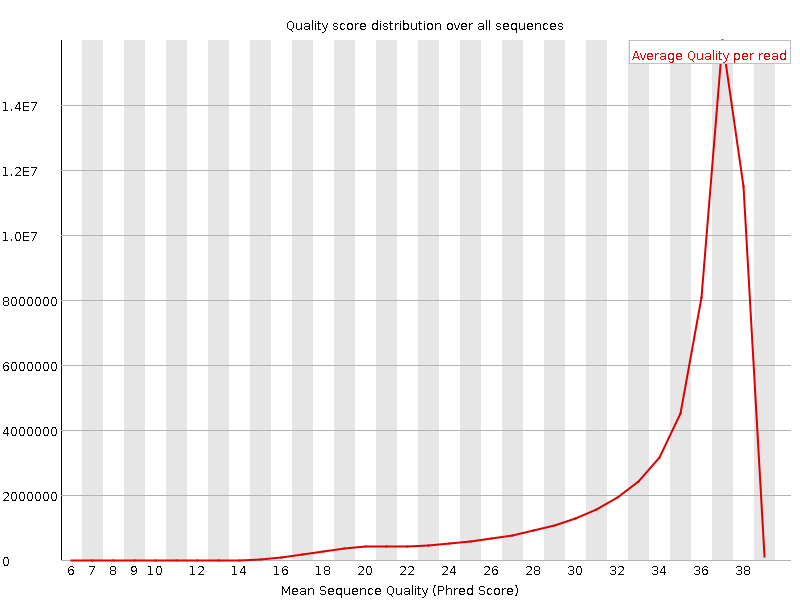 Quality score distribution over all sequences
Average Quality per read
1.4E7
1.2E7
1.0E7
8000000
6000000
4000000
2000000
0
6 7 8 9 10 12 14 16 18 20 22 24 26 28 30 32 34 36 38
Mean Sequence Quality (Phred Score)